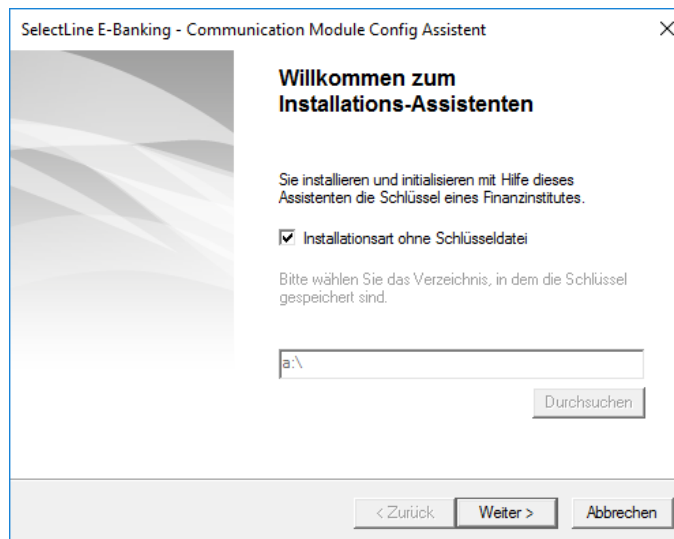 SelectLine E-Banking - Communication Module Config Assistent
Willkommen zum
Installations-Assistenten
Sie installieren und initialisieren mit Hilfe dieses
Assistenten die Schlüssel eines Finanzinstitutes.
Installationsart ohne Schlüsseldatei
Bitte wählen Sie das Verzeichnis, in dem die Schlüssel
gespeichert sind.
a:\
Durchsuchen
< Zurück
Weiter >
Abbrechen